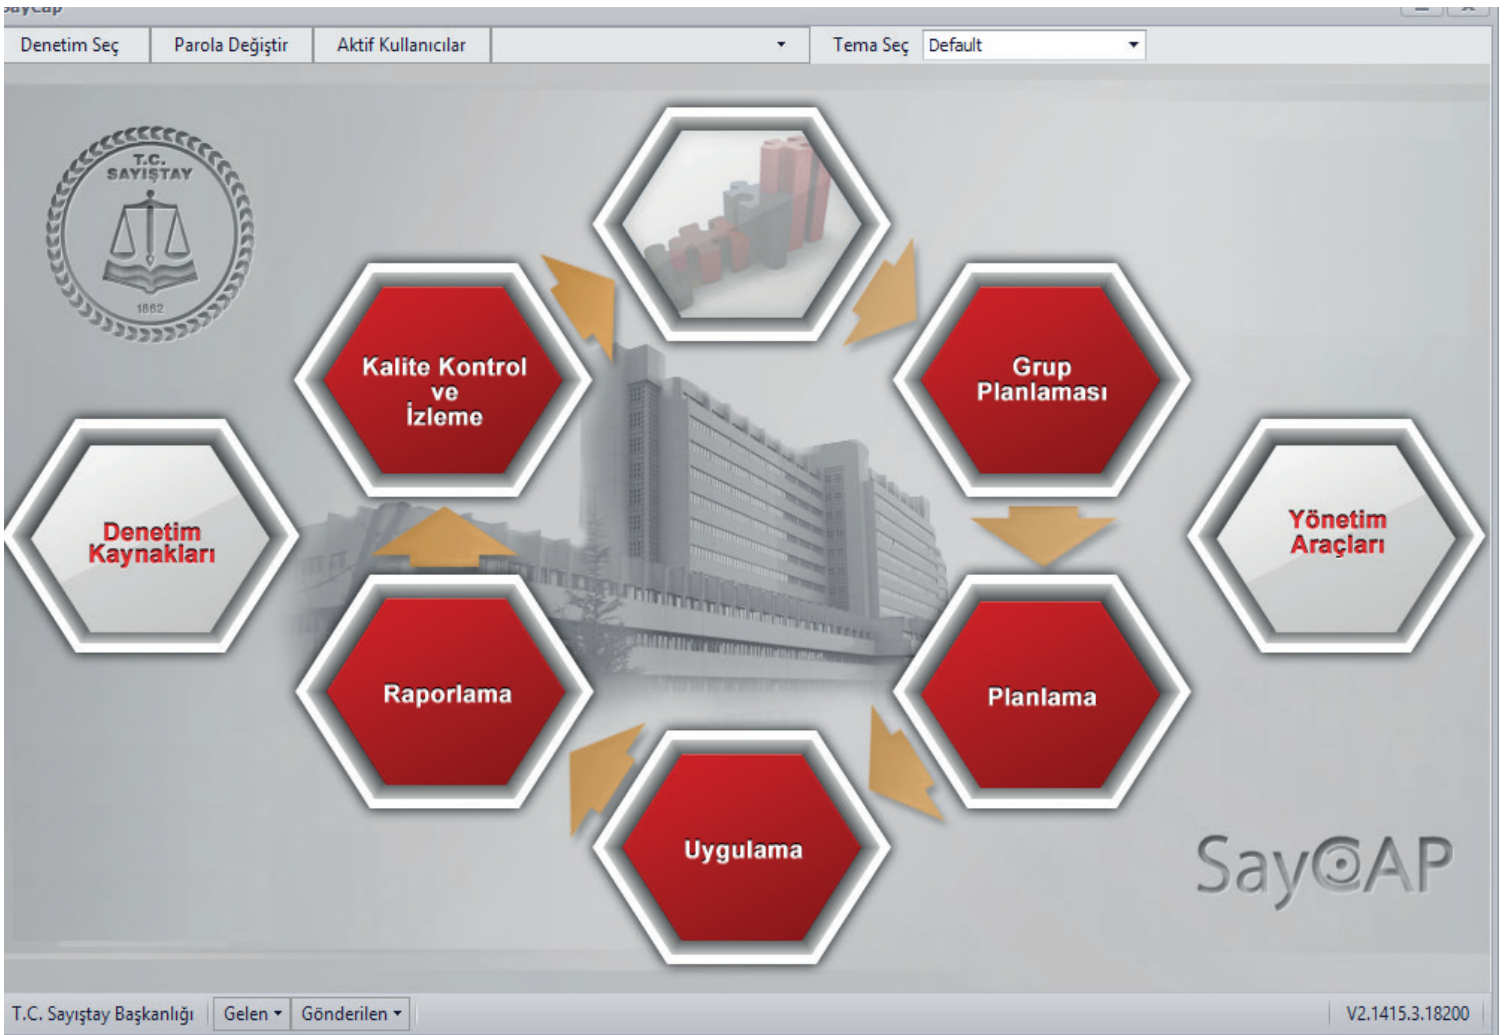 SayCap
Denetim Seç
Parola Değiştir
Aktif Kullanıcılar
Tema Seç
Default
T.C.
SAYIŞTAY
1862
Kalite Kontrol
ve
İzleme
Grup
Planlaması
Denetim
Kaynakları
Yönetim
Araçları
Raporlama
Planlama
Uygulama
SayCAP
T.C. Sayıştay Başkanlığı
Gelen
Gönderilen
V2.1415.3.18200